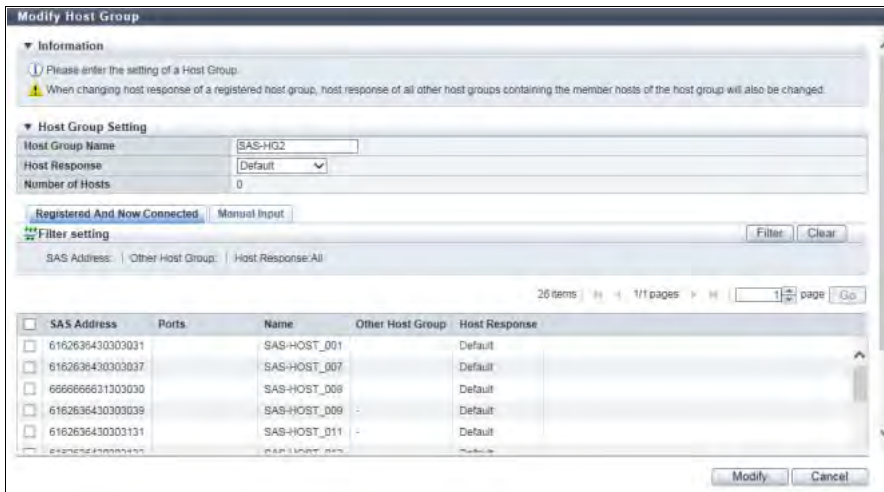 Modify Host Group
Information
Please enter the setting of a Host Group.
When changing host response of a registered host group, host response of all other host groups containing the member hosts of the host group will also be changed.
Host Group Setting
Host Group Name SAS-HG2
Host Response Default
Number of Hosts 0
Registered And Now Connected Manual Input
Filter setting Filter Clear
SAS Address: | Other Host Group: | Host Response:All
26 items 1/1 pages 1 page Go
SAS Address Ports Name Other Host Group Host Response
6162636430303031 SAS-HOST_001 Default
6162636430303037 SAS-HOST_007 Default
6666666631303030 SAS-HOST_008 Default
6162636430303039 SAS-HOST_009 - Default
6162636430303131 SAS-HOST_011 - Default
Modify Cancel